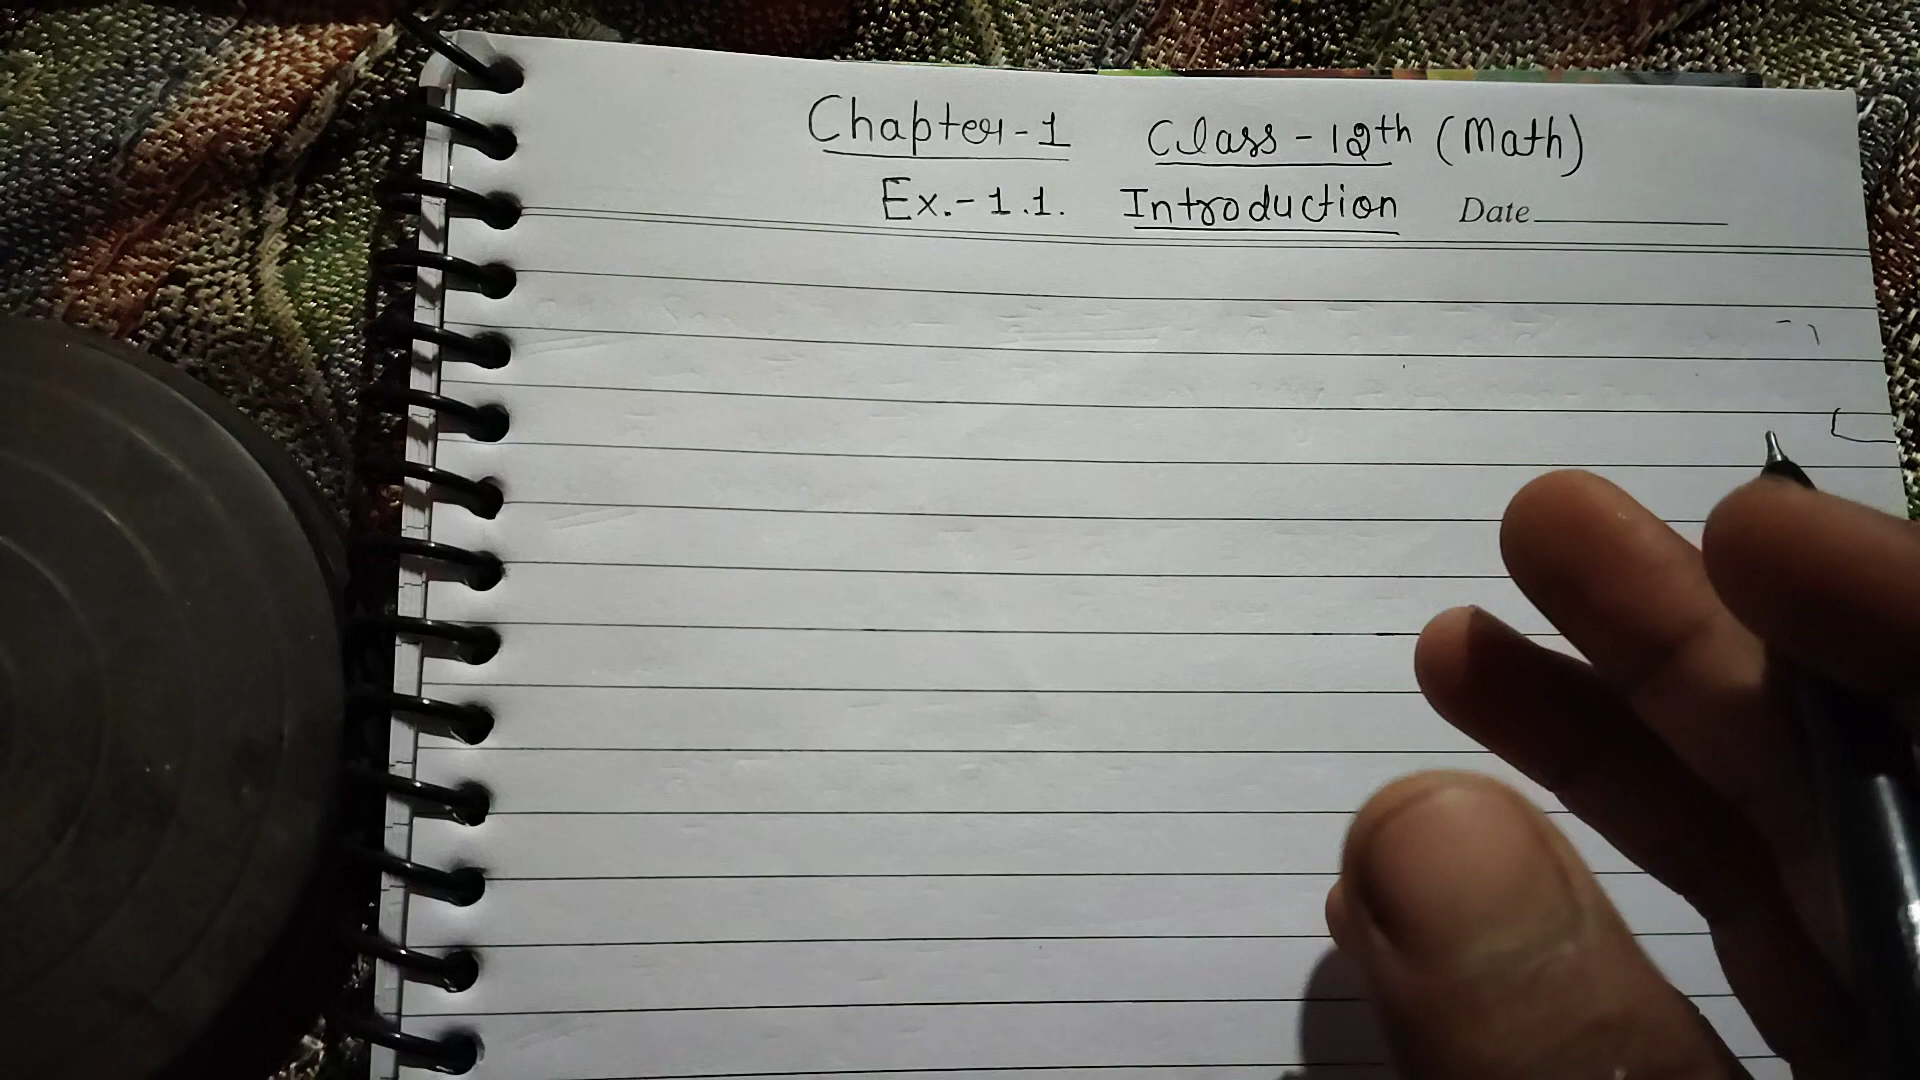 Chapter-1 Class-12th (Math)
Ex.-1.1. Introduction Date